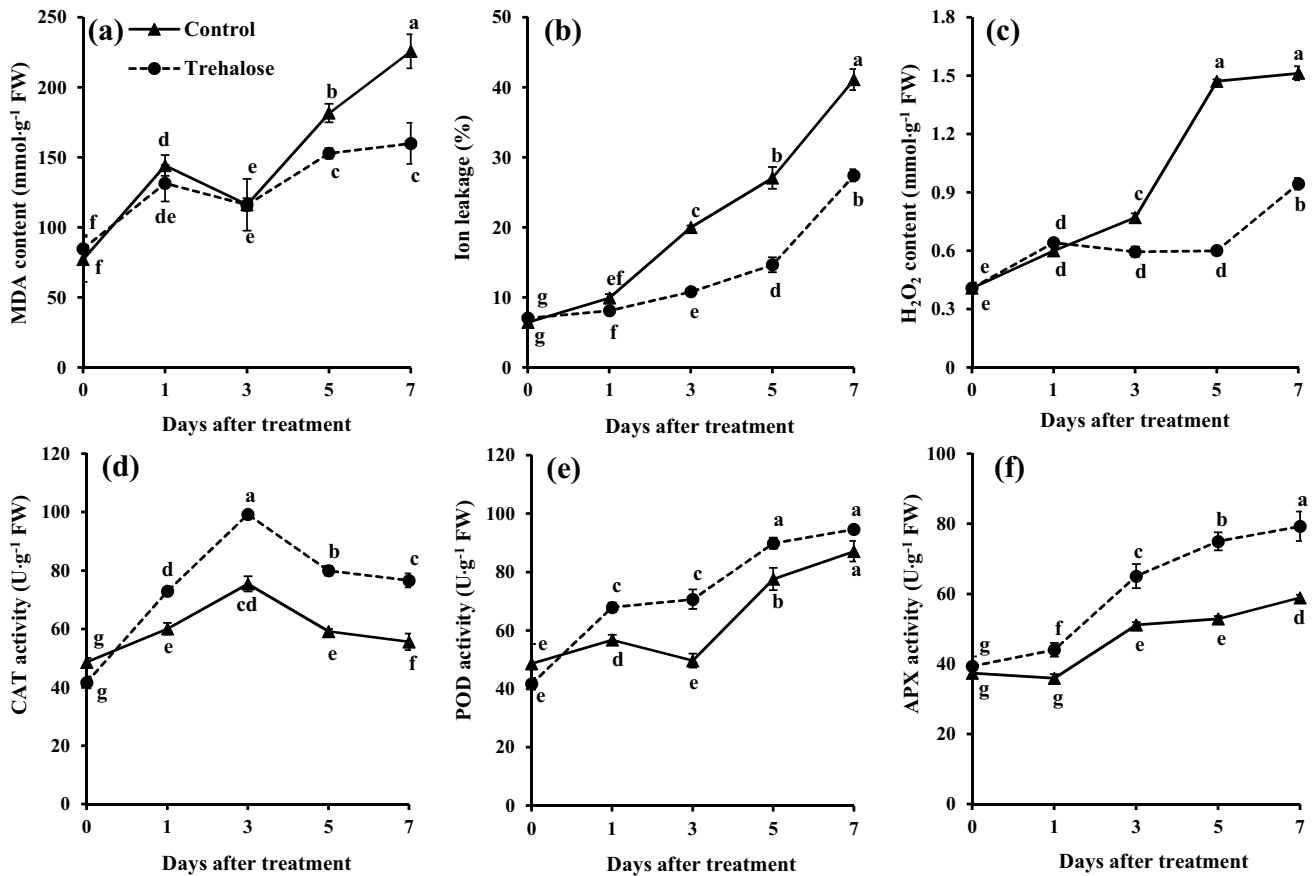 (a)
Control
Trehalose
MDA content (mmol·g⁻¹ FW)
300
250
200
150
100
50
0
f
f
d
de
e
e
b
c
a
c
0 1 3 5 7
Days after treatment
(b)
Ion leakage (%)
50
40
30
20
10
0
g
g
ef
f
c
e
b
d
a
b
0 1 3 5 7
Days after treatment
(c)
H₂O₂ content (mmol·g⁻¹ FW)
1.8
1.5
1.2
0.9
0.6
0.3
0
e
e
d
d
c
d
a
d
a
b
0 1 3 5 7
Days after treatment
(d)
CAT activity (U·g⁻¹ FW)
120
100
80
60
40
20
0
g
g
d
e
a
cd
b
e
c
f
0 1 3 5 7
Days after treatment
(e)
POD activity (U·g⁻¹ FW)
120
100
80
60
40
20
0
e
e
c
d
c
e
a
b
a
a
0 1 3 5 7
Days after treatment
(f)
APX activity (U·g⁻¹ FW)
100
80
60
40
20
0
g
g
f
g
c
e
b
e
a
d
0 1 3 5 7
Days after treatment